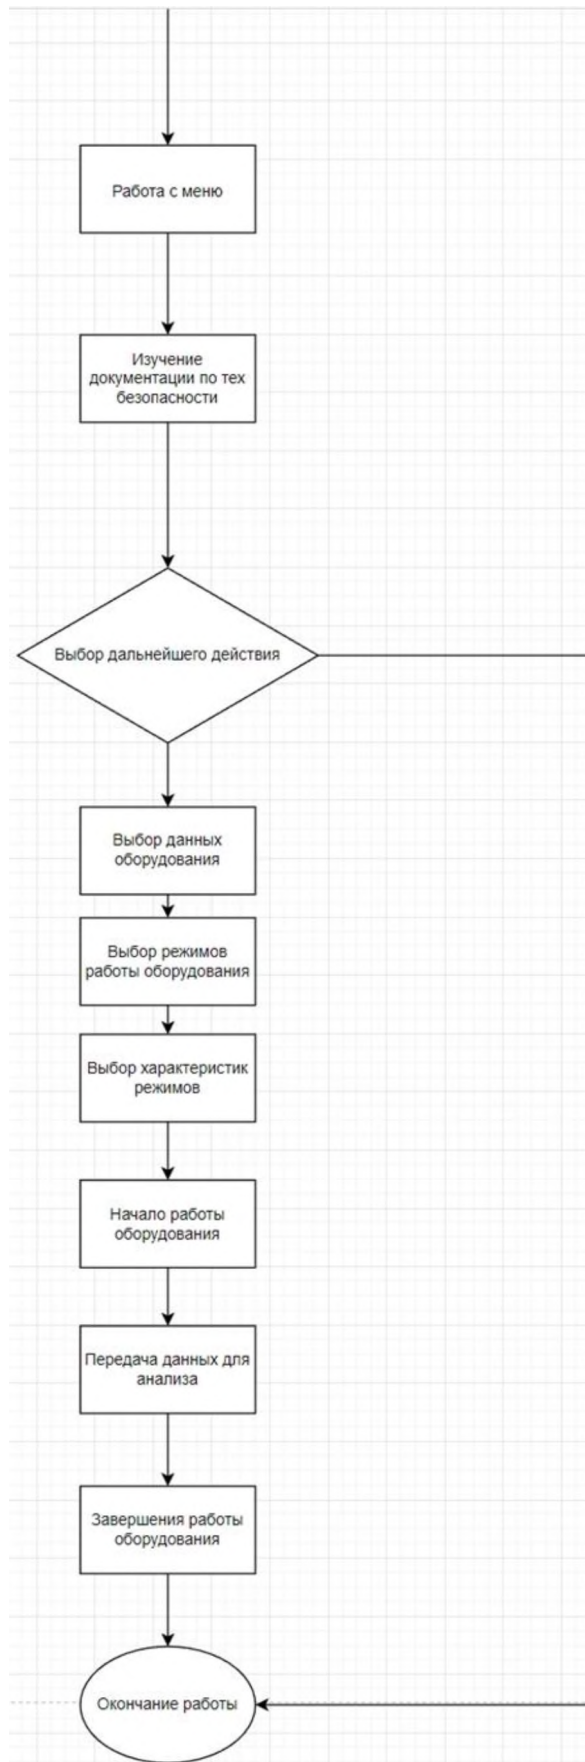 Работа с меню
Изучение
документации по тех
безопасности
Выбор дальнейшего действия
Выбор данных
оборудования
Выбор режимов
работы оборудования
Выбор характеристик
режимов
Начало работы
оборудования
Передача данных для
анализа
Завершения работы
оборудования
Окончание работы